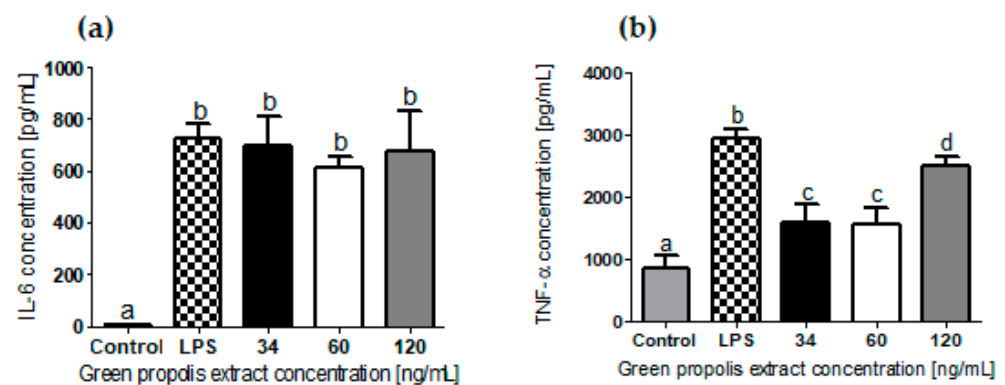 (a)
IL-6 concentration [pg/mL]
1000
800
600
400
200
0
a
b
b
b
b
Control LPS 34 60 120
Green propolis extract concentration [ng/mL]
(b)
TNF-α concentration [pg/mL]
4000
3000
2000
1000
0
a
b
c
c
d
Control LPS 34 60 120
Green propolis extract concentration [ng/mL]